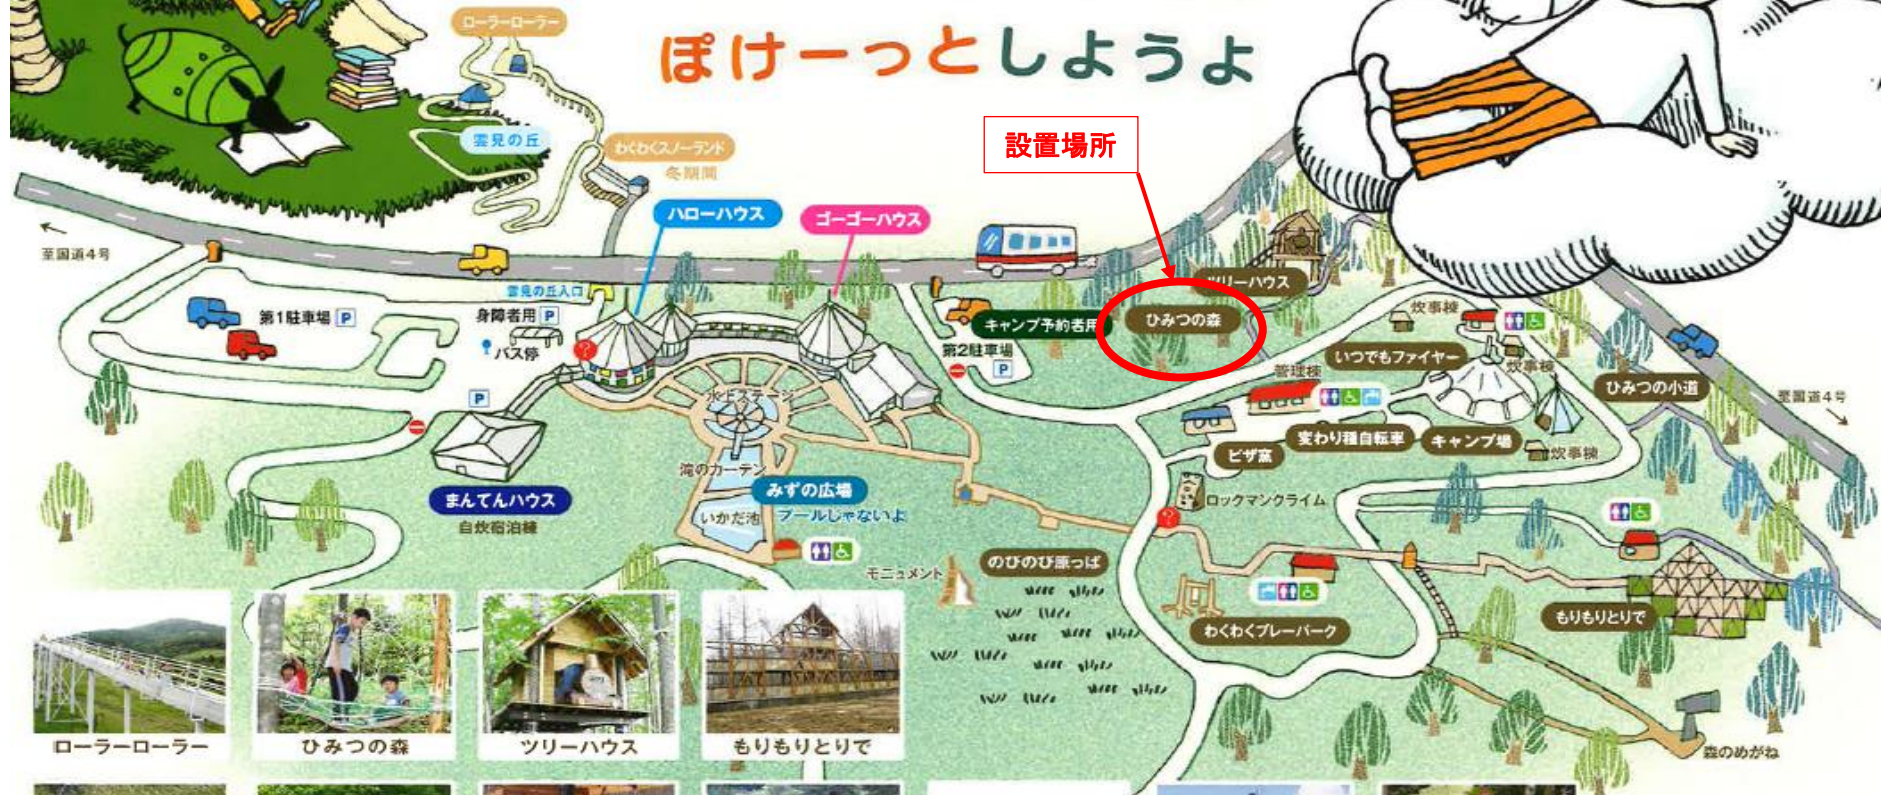 ローラーローラー
ぽけーっとしようよ
雲見の丘
わくわくスノーランド
冬期間
設置場所
ハローハウス
ゴーゴーハウス
至国道4号
雲見の丘入口
ツリーハウス
第1駐車場 P
身障者用 P
バス停
キャンプ予約者用
ひみつの森
炊事棟
第2駐車場
P
いつでもファイヤー
炊事棟
管理棟
ひみつの小道
至国道4号
P
水上ステージ
変わり種自転車
キャンプ場
ピザ窯
炊事棟
滝のカーテン
まんてんハウス
自炊宿泊棟
みずの広場
プールじゃないよ
いかだ池
ロックマンクライム
?
?
モニュメント
のびのび原っぱ
わくわくプレーパーク
もりもりとりで
森のめがね
ローラーローラー
ひみつの森
ツリーハウス
もりもりとりで